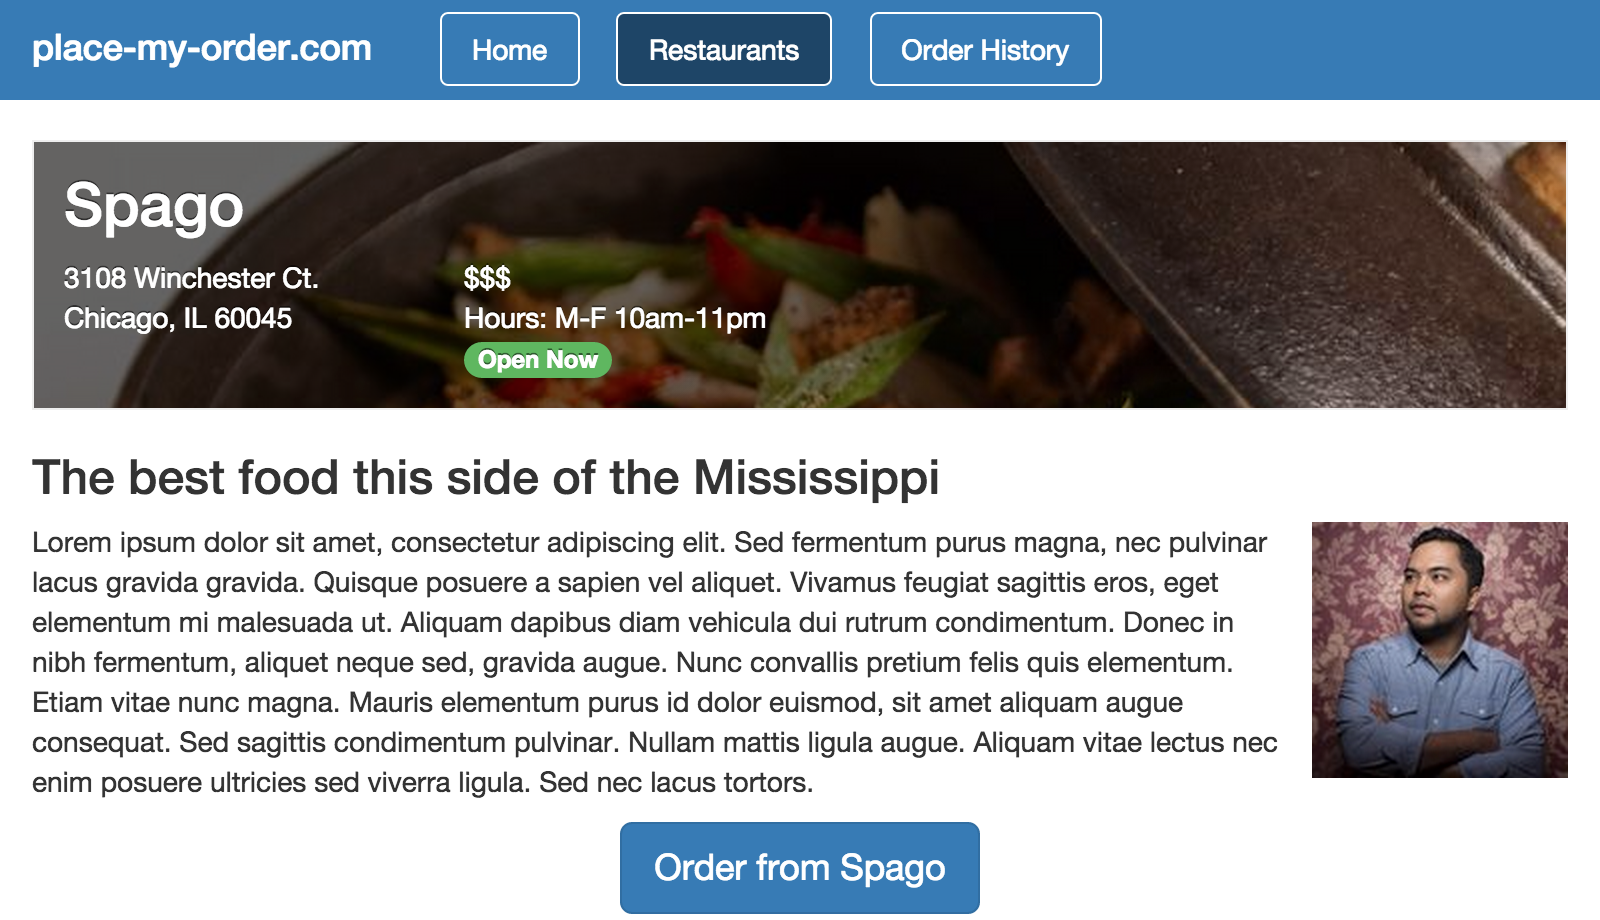 place-my-order.com
Home
Restaurants
Order History
Spago
3108 Winchester Ct.
Chicago, IL 60045
$$$
Hours: M-F 10am-11pm
Open Now
The best food this side of the Mississippi
Lorem ipsum dolor sit amet, consectetur adipiscing elit. Sed fermentum purus magna, nec pulvinar
lacus gravida gravida. Quisque posuere a sapien vel aliquet. Vivamus feugiat sagittis eros, eget
elementum mi malesuada ut. Aliquam dapibus diam vehicula dui rutrum condimentum. Donec in
nibh fermentum, aliquet neque sed, gravida augue. Nunc convallis pretium felis quis elementum.
Etiam vitae nunc magna. Mauris elementum purus id dolor euismod, sit amet aliquam augue
consequat. Sed sagittis condimentum pulvinar. Nullam mattis ligula augue. Aliquam vitae lectus nec
enim posuere ultricies sed viverra ligula. Sed nec lacus tortors.
Order from Spago